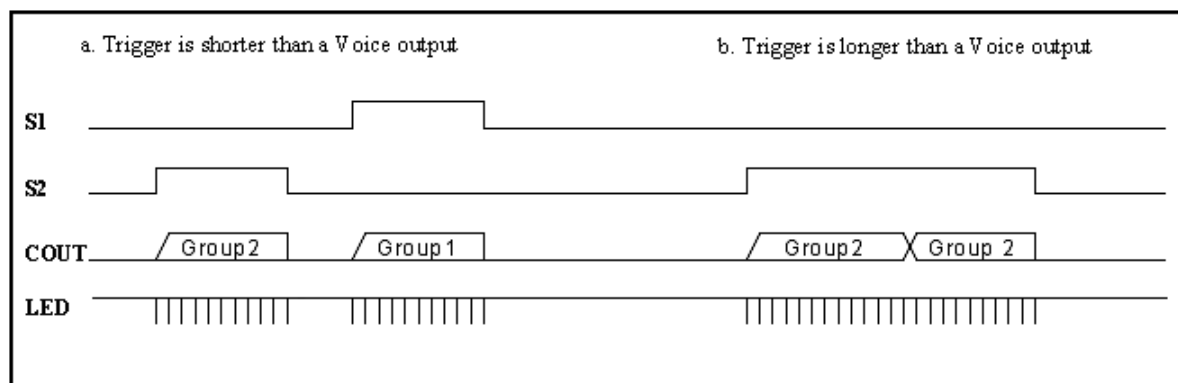 a. Trigger is shorter than a Voice output
b. Trigger is longer than a Voice output
S1
S2
COUT
Group2
Group1
Group2
Group 2
LED